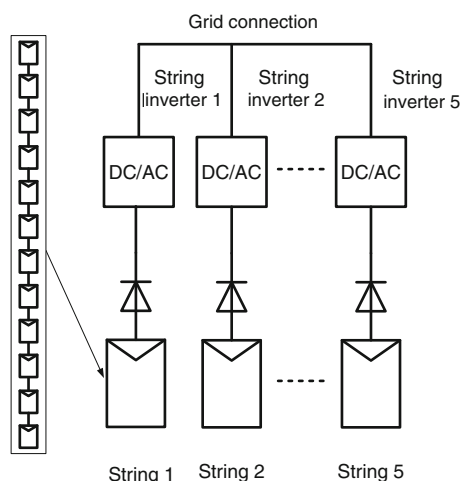 Grid connection
String
|inverter 1
String
inverter 2
String
inverter 5
DC/AC
DC/AC
DC/AC
String 1
String 2
String 5